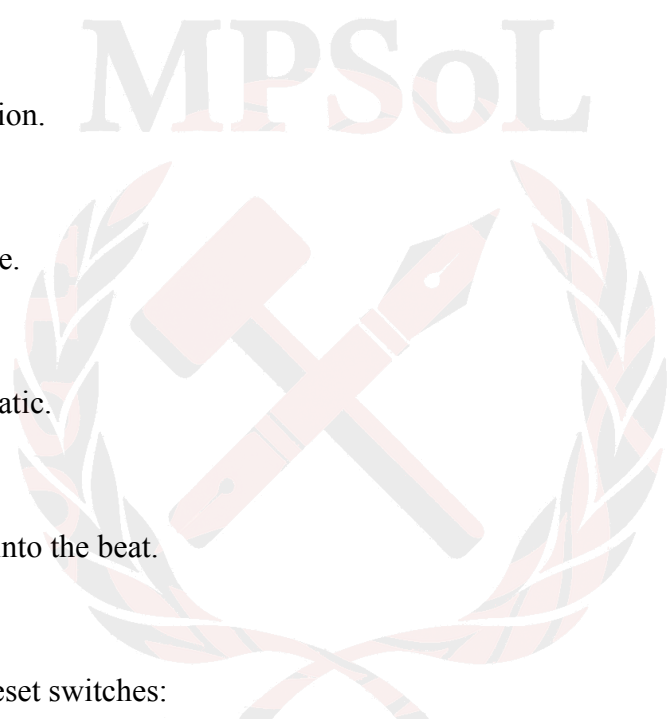 MPSoL
ion.
e.
atic.
nto the beat.
eset switches: